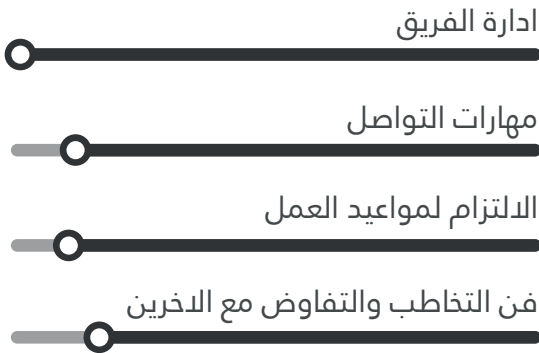 ادارة الفريق
مهارات التواصل
الالتزام لمواعيد العمل
فن التخاطب والتفاوض مع الاخرين